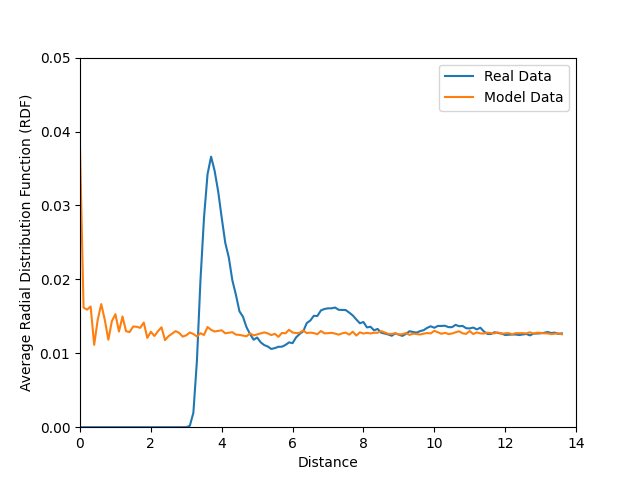 0.05
0.04
0.03
0.02
0.01
0.00
Average Radial Distribution Function (RDF)
Real Data
Model Data
0 2 4 6 8 10 12 14
Distance